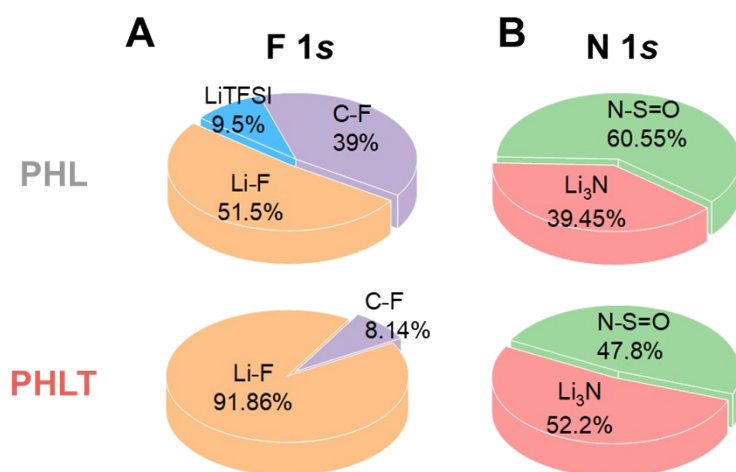 A
F 1s
B
N 1s
PHL
LiTFSI
9.5%
C-F
39%
Li-F
51.5%
N-S=O
60.55%
Li₃N
39.45%
PHLT
C-F
8.14%
Li-F
91.86%
N-S=O
47.8%
Li₃N
52.2%